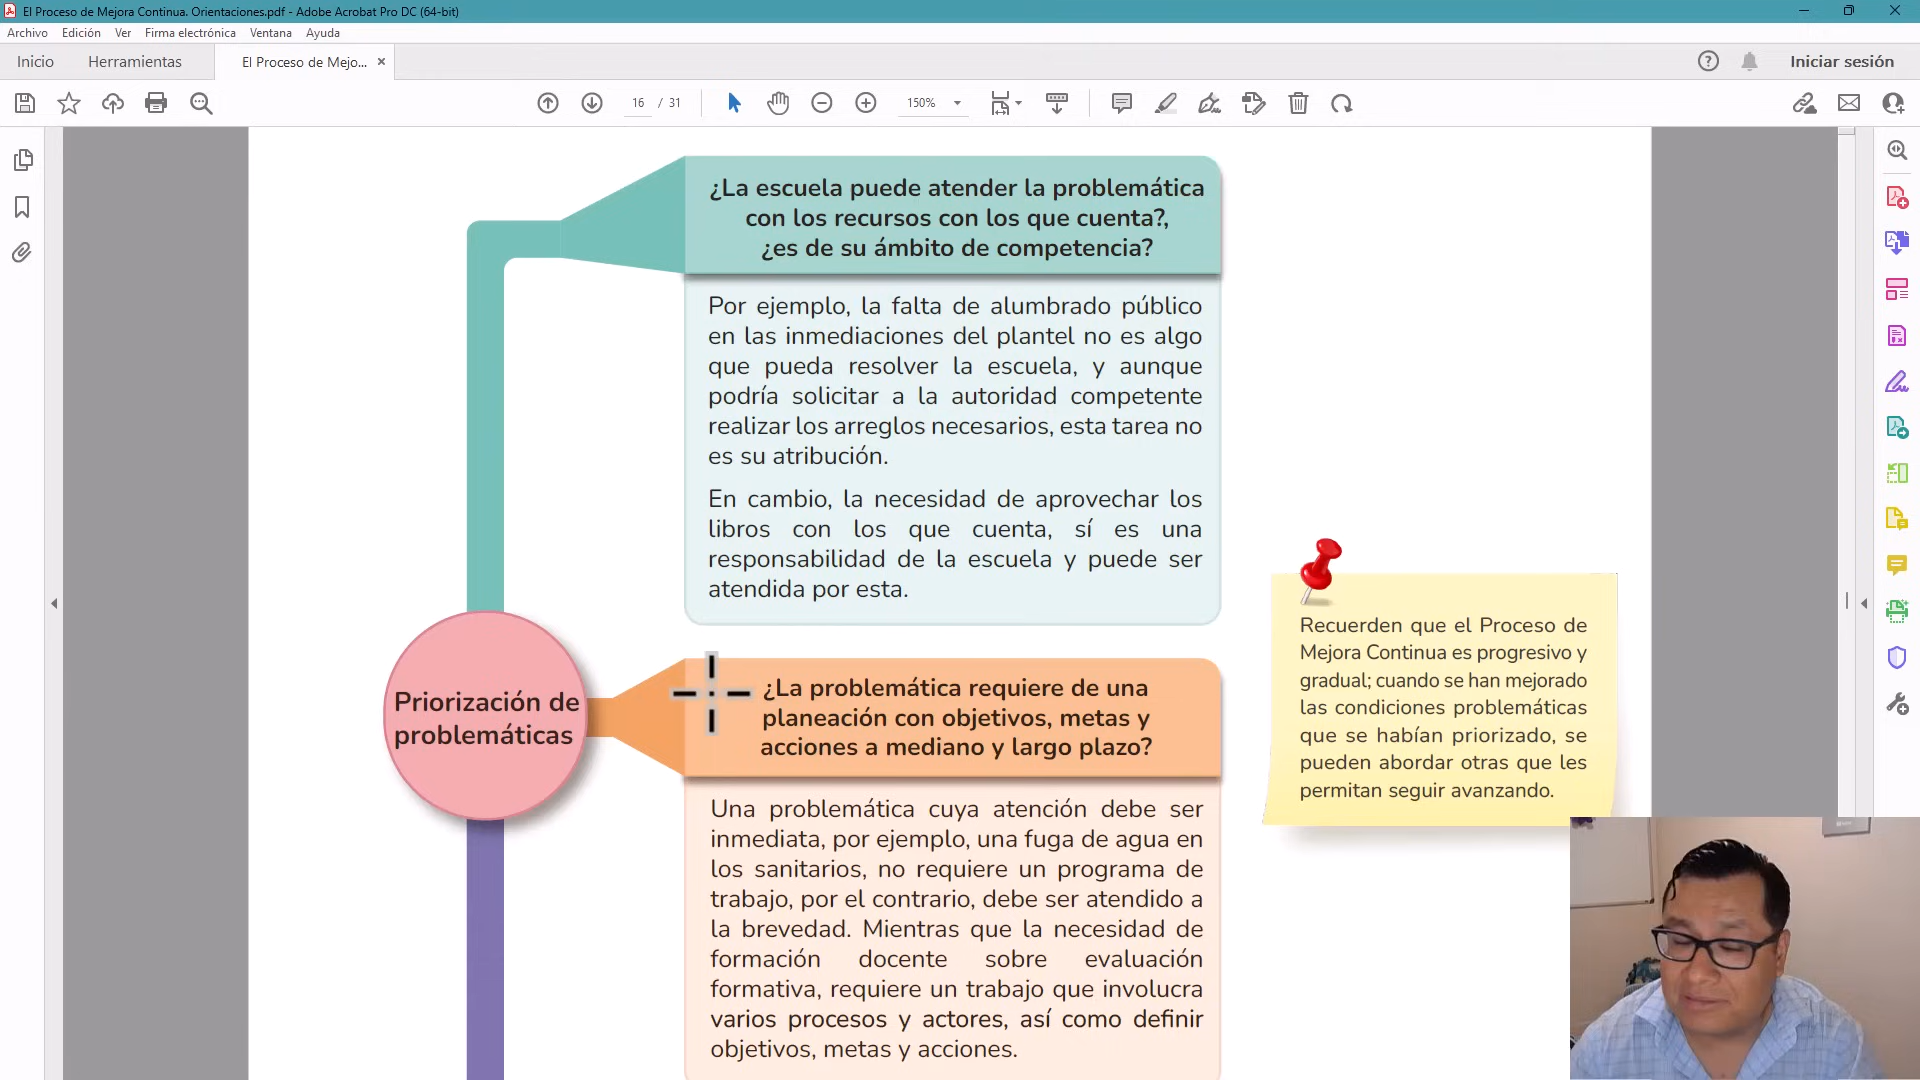 El Proceso de Mejora Continua. Orientaciones.pdf - Adobe Acrobat Pro DC (64-bit)
Archivo Edición Ver Firma electrónica Ventana Ayuda
Inicio Herramientas El Proceso de Mejo... Iniciar sesión
16 / 31 150%
¿La escuela puede atender la problemática
con los recursos con los que cuenta?,
¿es de su ámbito de competencia?
Por ejemplo, la falta de alumbrado público
en las inmediaciones del plantel no es algo
que pueda resolver la escuela, y aunque
podría solicitar a la autoridad competente
realizar los arreglos necesarios, esta tarea no
es su atribución.
En cambio, la necesidad de aprovechar los
libros con los que cuenta, sí es una
responsabilidad de la escuela y puede ser
atendida por esta.
Priorización de
problemáticas
¿La problemática requiere de una
planeación con objetivos, metas y
acciones a mediano y largo plazo?
Una problemática cuya atención debe ser
inmediata, por ejemplo, una fuga de agua en
los sanitarios, no requiere un programa de
trabajo, por el contrario, debe ser atendido a
la brevedad. Mientras que la necesidad de
formación docente sobre evaluación
formativa, requiere un trabajo que involucra
varios procesos y actores, así como definir
objetivos, metas y acciones.
Recuerden que el Proceso de
Mejora Continua es progresivo y
gradual; cuando se han mejorado
las condiciones problemáticas
que se habían priorizado, se
pueden abordar otras que les
permitan seguir avanzando.